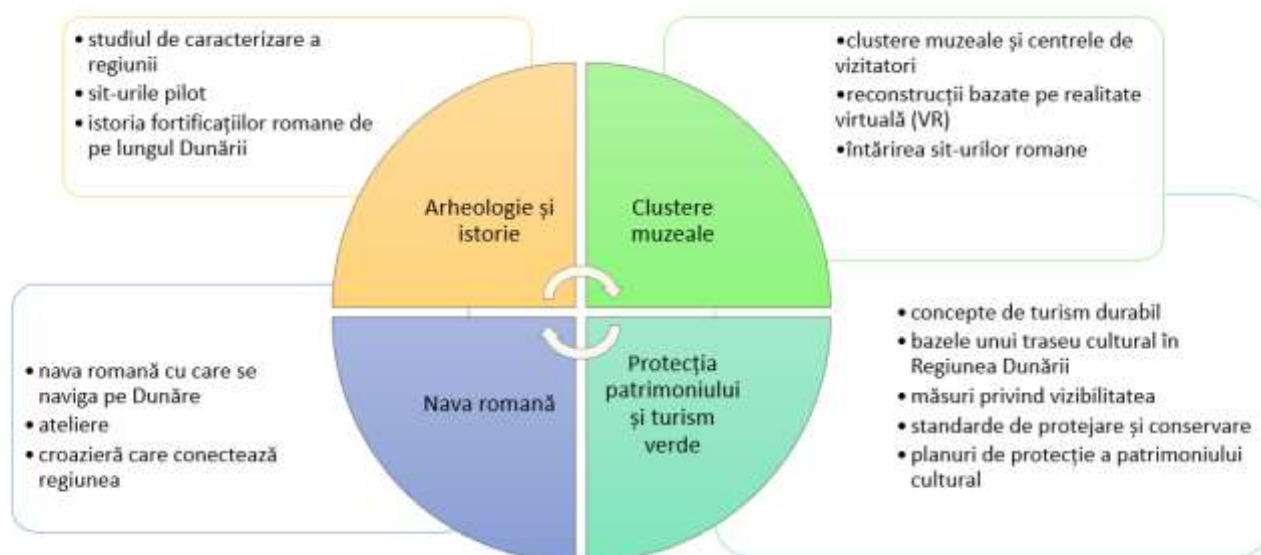 • studiul de caracterizare a
regiunii
• sit-urile pilot
• istoria fortificațiilor romane de
pe lungul Dunării
•clustere muzeale și centrele de
vizitatori
•reconstrucții bazate pe realitate
virtuală (VR)
•întărirea sit-urilor romane
Arheologie și
istorie
Clustere
muzeale
Nava romană
Protecția
patrimoniului
și turism
verde
• nava romană cu care se
naviga pe Dunăre
• ateliere
• croazieră care conectează
regiunea
• concepte de turism durabil
• bazele unui traseu cultural în
Regiunea Dunării
• măsuri privind vizibilitatea
• standarde de protejare și conservare
• planuri de protecție a patrimoniului
cultural